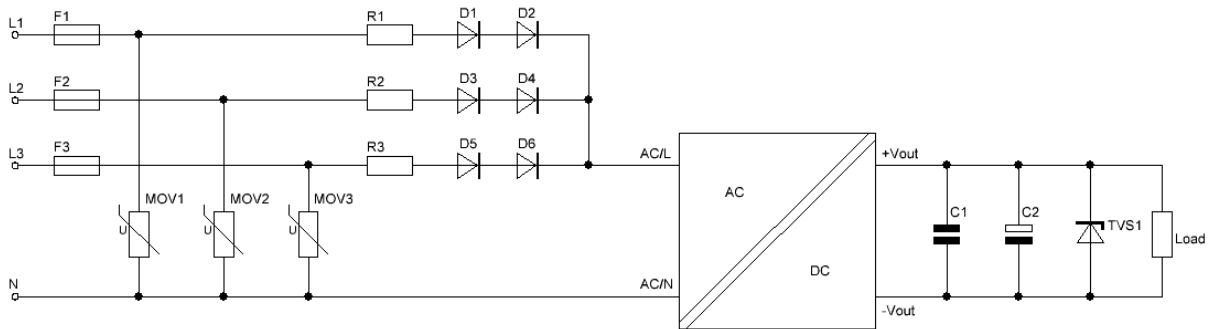 L1 F1 R1 D1 D2
L2 F2 R2 D3 D4
L3 F3 R3 D5 D6 AC/L +Vout
AC
MOV1 MOV2 MOV3 C1 C2 TVS1
U U U Load
DC
N AC/N -Vout